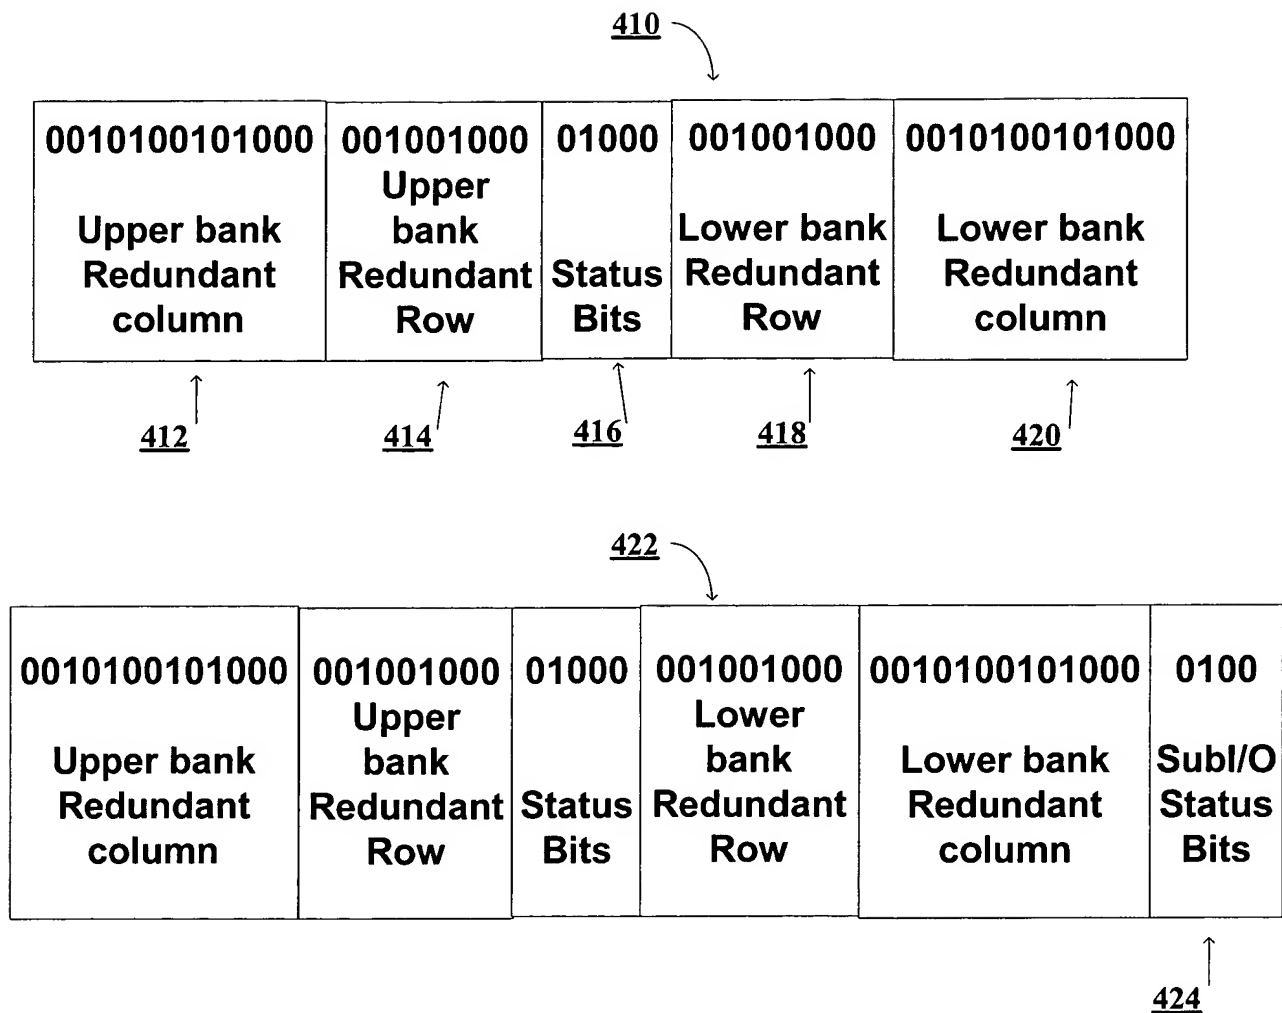 410
0010100101000 001001000 01000 001001000 0010100101000
Upper bank Redundant column
Upper bank Redundant Row
Status Bits
Lower bank Redundant Row
Lower bank Redundant column
412 414 416 418 420
422
0010100101000 001001000 01000 001001000 0010100101000 0100
Upper bank Redundant column
Upper bank Redundant Row
Status Bits
Lower bank Redundant Row
Lower bank Redundant column
SubI/O Status Bits
424